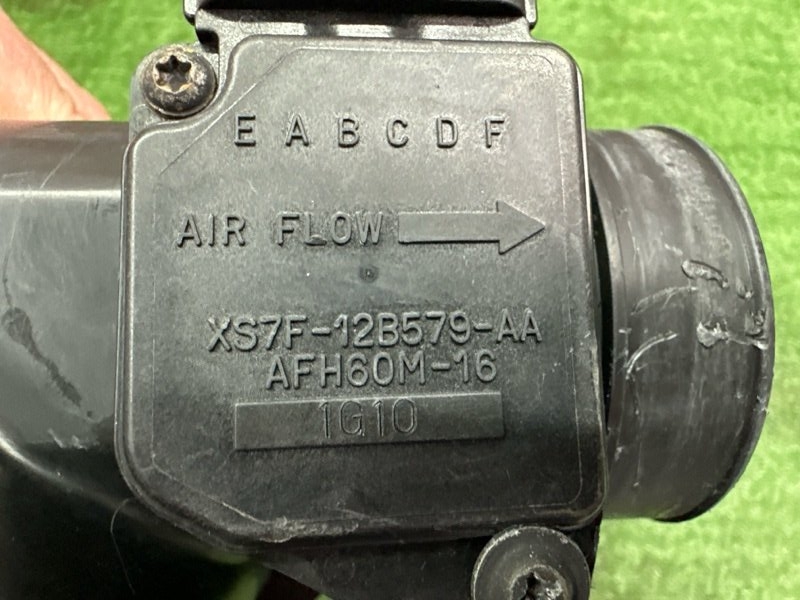 E A B C D F
AIR FLOW
XS7F-12B579-AA
AFH60M-16
1G10